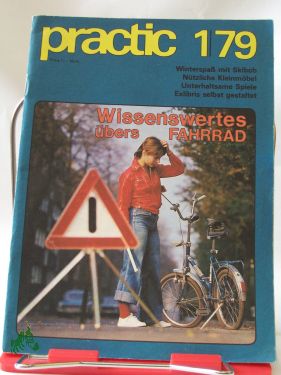 practic 179
Winterspaß mit Skibob
Nützliche Kleinmöbel
Unterhaltsame Spiele
Exlibris selbst gestaltet
Wissenswertes
übers FAHRRAD